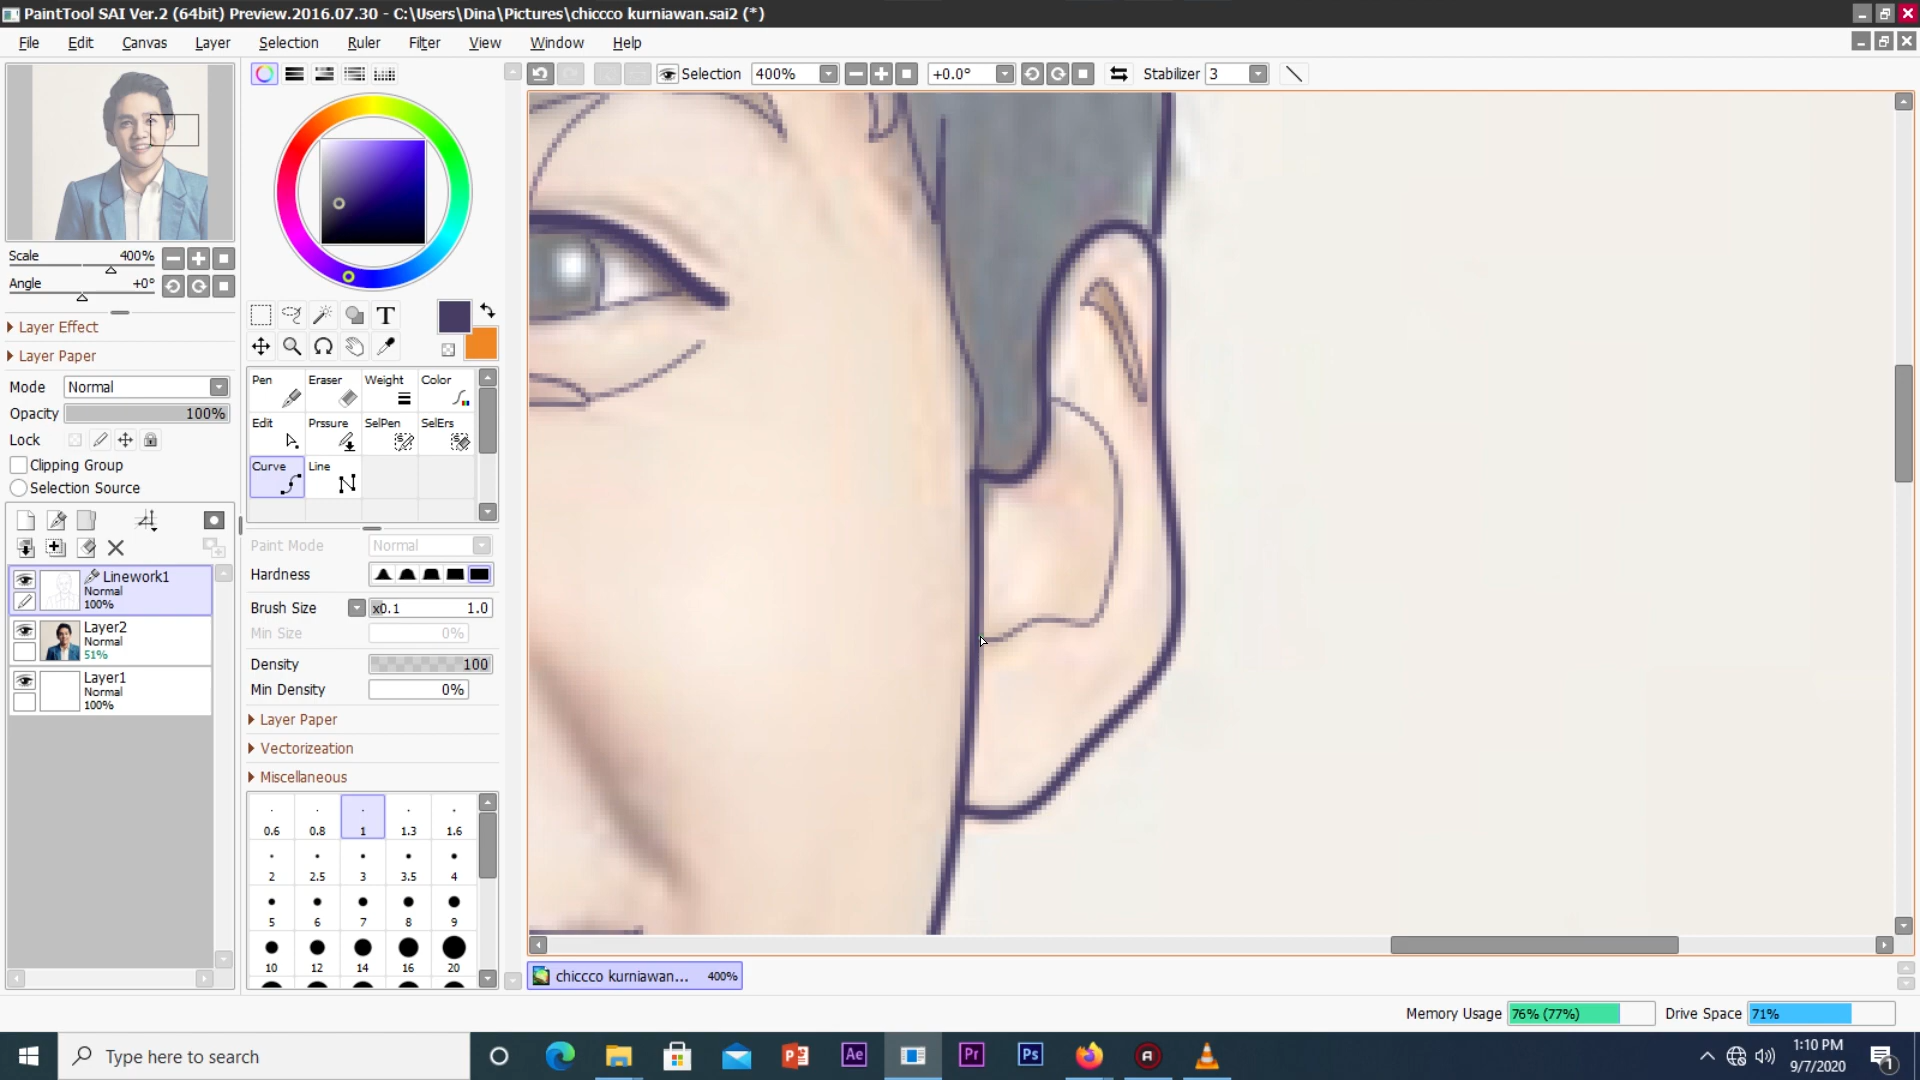 PaintTool SAI Ver.2 (64bit) Preview.2016.07.30 - C:\Users\Dina\Pictures\chiccco kurniawan.sai2 (*)
File Edit Canvas Layer Selection Ruler Filter View Window Help
Selection 400% +0.0° Stabilizer 3
Scale 400%
Angle +0°
Layer Effect
Layer Paper
Mode Normal
Opacity 100%
Lock
Clipping Group
Selection Source
Linework1
Normal
100%
Layer2
Normal
51%
Layer1
Normal
100%
T
Pen Eraser Weight Color
Edit Prssure SelPen SelErs
Curve Line
Paint Mode Normal
Hardness
Brush Size x0.1 1.0
Min Size 0%
Density 100
Min Density 0%
Layer Paper
Vectorizeation
Miscellaneous
0.6 0.8 1 1.3 1.6
2 2.5 3 3.5 4
5 6 7 8 9
10 12 14 16 20
chiccco kurniawan... 400%
Memory Usage 76% (77%) Drive Space 71%
Type here to search
Ae Pr Ps
1:10 PM
9/7/2020
1